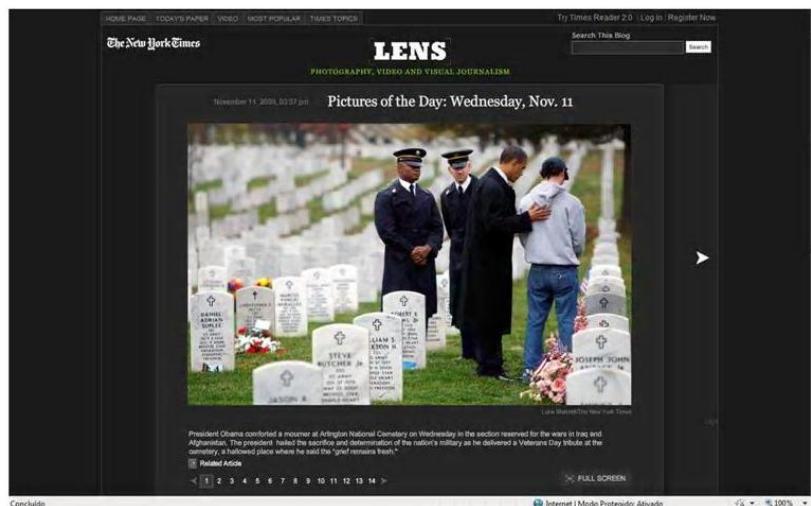 HOME PAGE TODAY'S PAPER VIDEO MOST POPULAR TIMES TOPICS
Try Times Reader 2.0 Log In Register Now
The New York Times
LENS
PHOTOGRAPHY, VIDEO AND VISUAL JOURNALISM
Search This Blog
Search
November 11, 2009, 03:07 pm
Pictures of the Day: Wednesday, Nov. 11
DANIEL
ADRIAN
SUPLEE
STEVE
BUTCHER Jr
US ARMY
JASON
JOSEPH JOHN
President Obama comforted a mourner at Arlington National Cemetery on Wednesday in the section reserved for the wars in Iraq and
Afghanistan. The president hailed the sacrifice and determination of the nation's military as he delivered a Veterans Day tribute at the
cemetery, a hallowed place where he said the "grief remains fresh."
Related Article
1 2 3 4 5 6 7 8 9 10 11 12 13 14
FULL SCREEN
Concluído
Internet | Modo Protegido: Ativado
100%